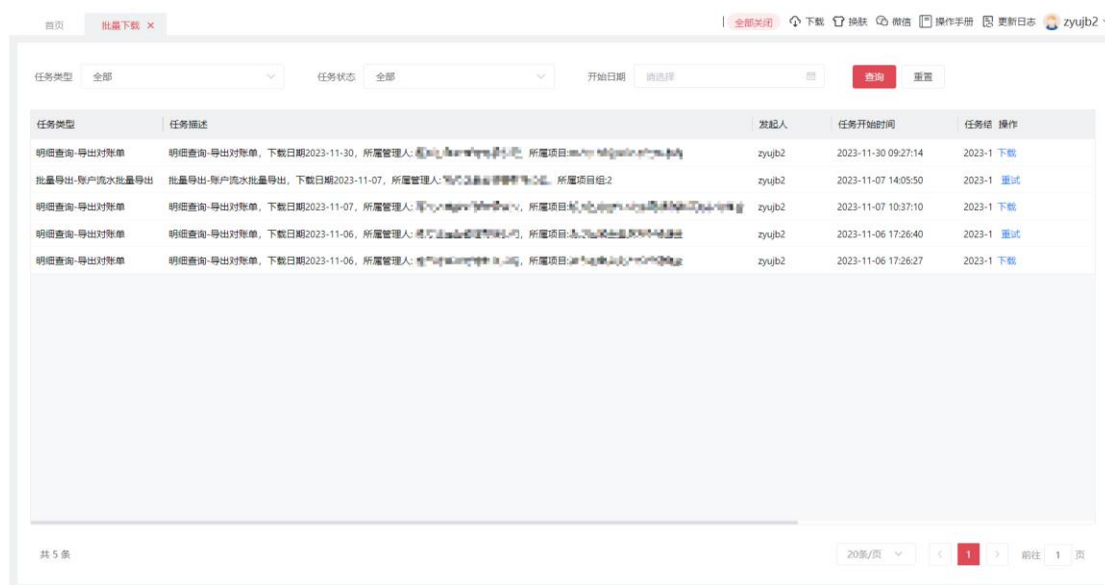 首页 批量下载 × 全部关闭 下载 换肤 微信 操作手册 更新日志 zyujb2
任务类型 全部 任务状态 全部 开始日期 请选择 查询 重置
任务类型 任务描述 发起人 任务开始时间 任务结 操作
明细查询-导出对账单 明细查询-导出对账单，下载日期2023-11-30，所属管理人: 所属项目: zyujb2 2023-11-30 09:27:14 2023-1 下载
批量导出-账户流水批量导出 批量导出-账户流水批量导出，下载日期2023-11-07，所属管理人: ，所属项目组:2 zyujb2 2023-11-07 14:05:50 2023-1 重试
明细查询-导出对账单 明细查询-导出对账单，下载日期2023-11-07，所属管理人: ，所属项目: zyujb2 2023-11-07 10:37:10 2023-1 下载
明细查询-导出对账单 明细查询-导出对账单，下载日期2023-11-06，所属管理人: ，所属项目: zyujb2 2023-11-06 17:26:40 2023-1 重试
明细查询-导出对账单 明细查询-导出对账单，下载日期2023-11-06，所属管理人: ，所属项目: zyujb2 2023-11-06 17:26:27 2023-1 下载
共 5 条 20条/页 1 前往 1 页